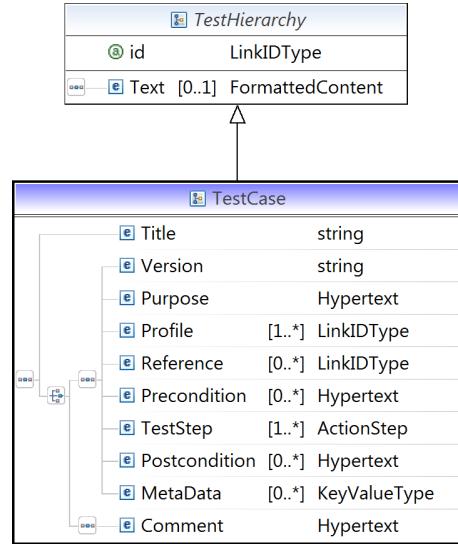 TestHierarchy
a id LinkIDType
e Text [0..1] FormattedContent
TestCase
e Title string
e Version string
e Purpose Hypertext
e Profile [1..*] LinkIDType
e Reference [0..*] LinkIDType
e Precondition [0..*] Hypertext
e TestStep [1..*] ActionStep
e Postcondition [0..*] Hypertext
e MetaData [0..*] KeyValueType
e Comment Hypertext